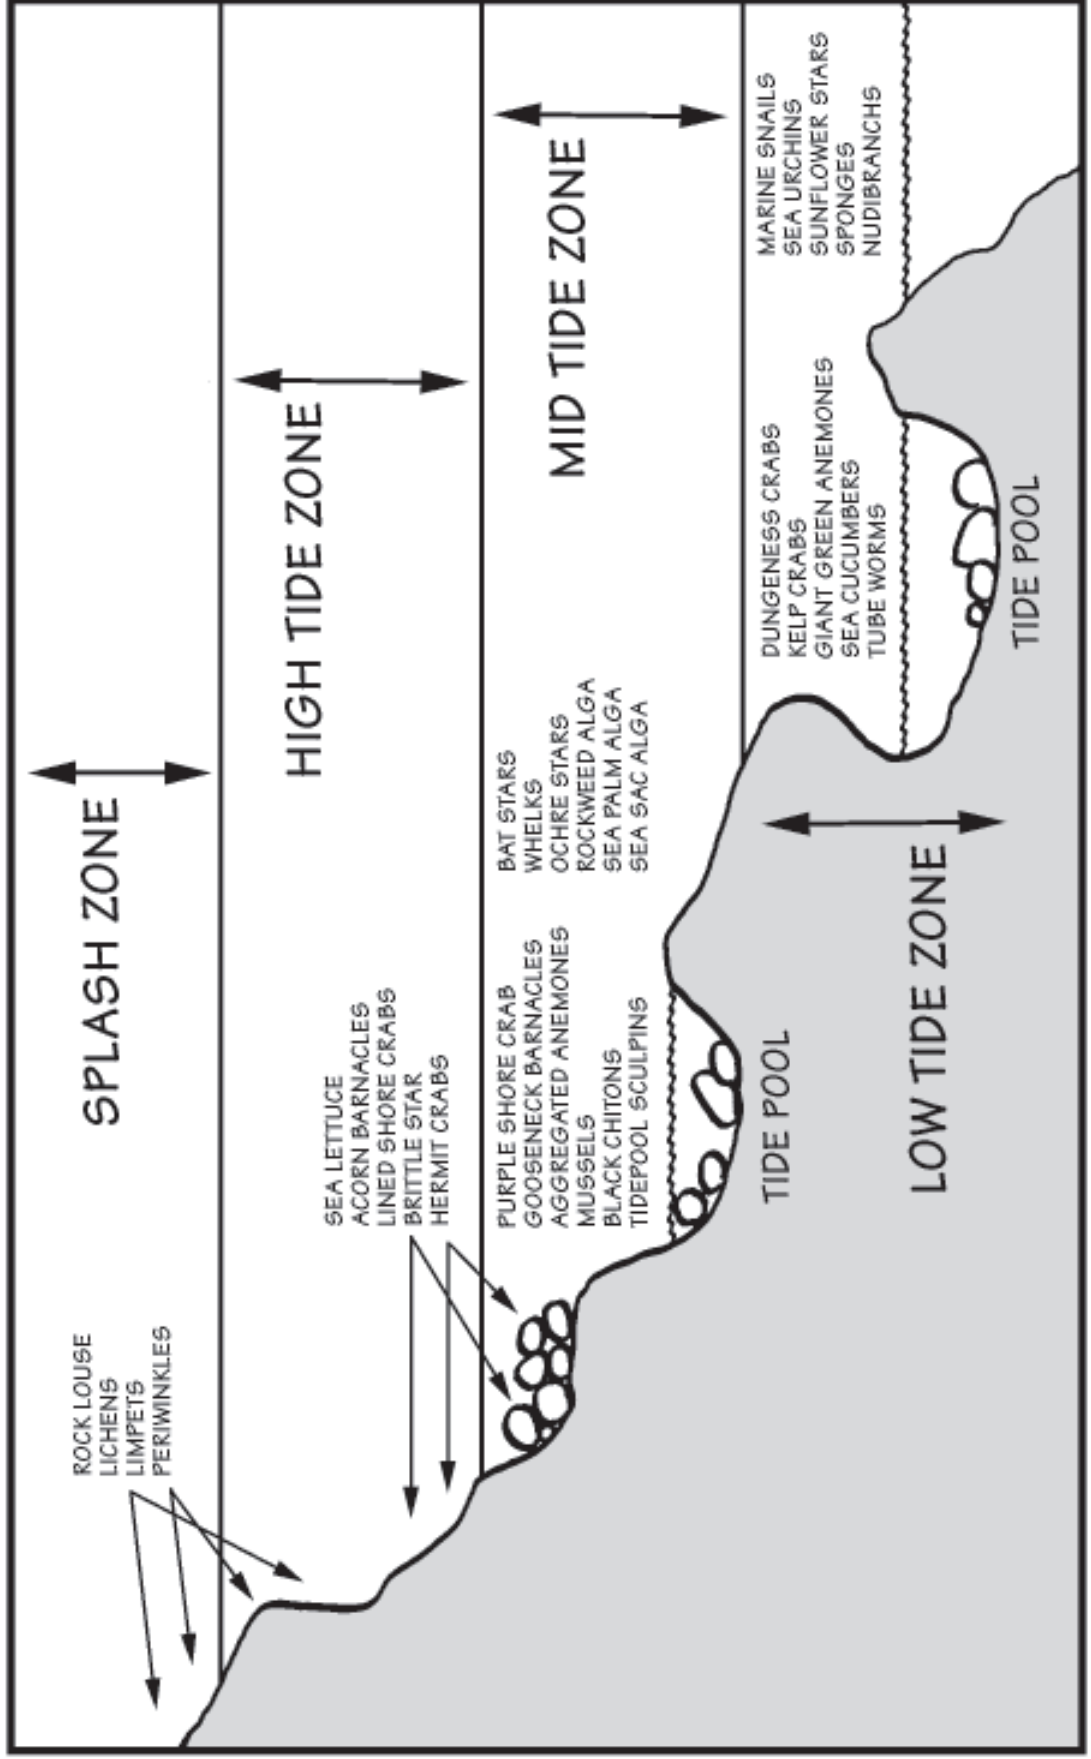 SPLASH ZONE
ROCK LOUSE
LICHENS
LIMPETS
PERIWINKLES
HIGH TIDE ZONE
SEA LETTUCE
ACORN BARNACLES
LINED SHORE CRABS
BRITTLE STAR
HERMIT CRABS
MID TIDE ZONE
PURPLE SHORE CRAB
GOOSENECK BARNACLES
AGGREGATED ANEMONES
MUSSELS
BLACK CHITONS
TIDEPOOL SCULPINS
BAT STARS
WHELKS
OCHRE STARS
ROCKWEED ALGA
SEA PALM ALGA
SEA SAC ALGA
TIDE POOL
DUNGENESS CRABS
KELP CRABS
GIANT GREEN ANEMONES
SEA CUCUMBERS
TUBE WORMS
MARINE SNAILS
SEA URCHINS
SUNFLOWER STARS
SPONGES
NUDIBRANCHS
LOW TIDE ZONE
TIDE POOL